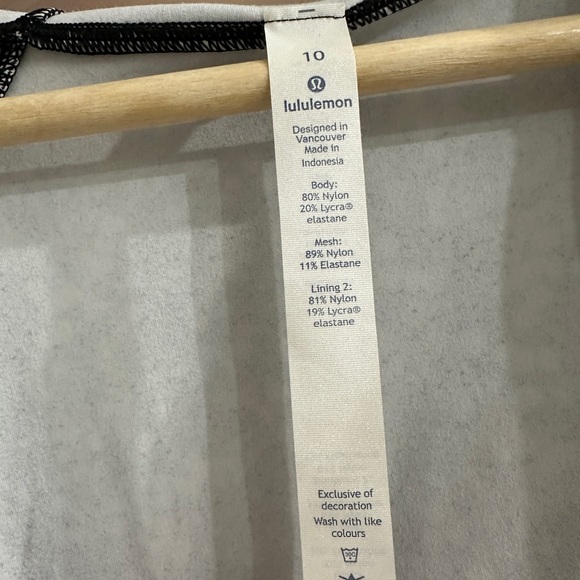 10
lululemon
Designed in
Vancouver
Made in
Indonesia
Body:
80% Nylon
20% Lycra®
elastane
Mesh:
89% Nylon
11% Elastane
Lining 2:
81% Nylon
19% Lycra®
elastane
Exclusive of
decoration
Wash with like
colours
30C